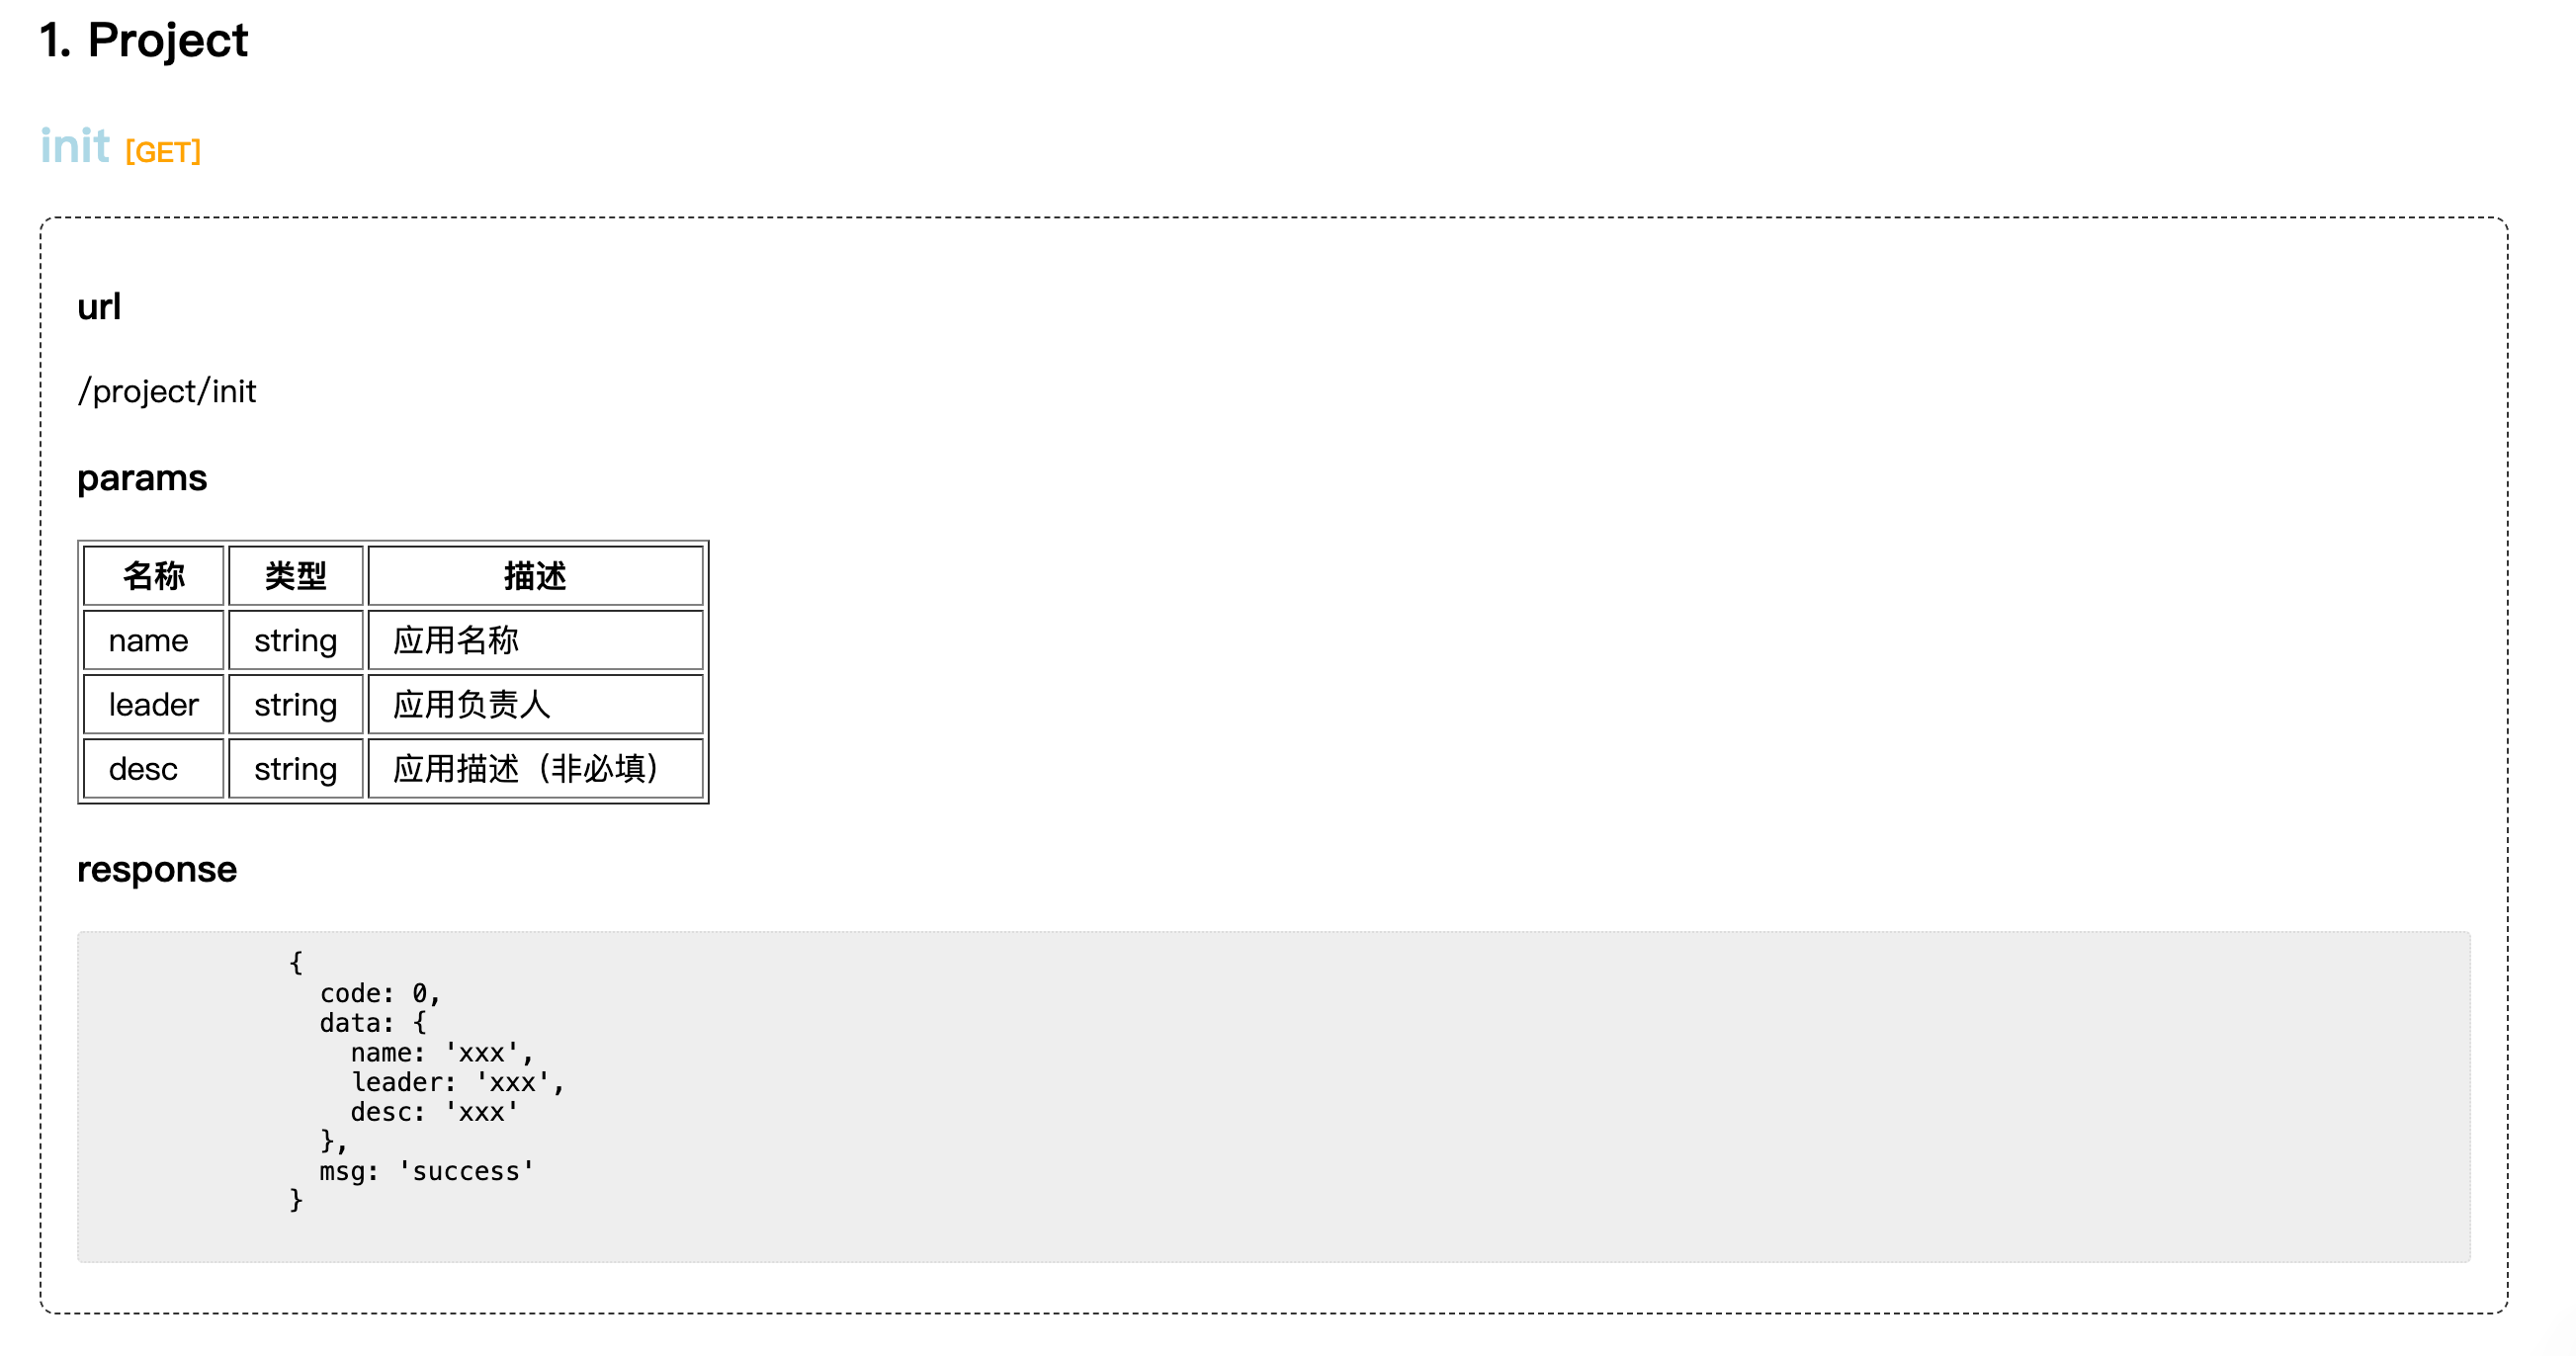 1. Project
init [GET]
url
/project/init
params
名称 类型 描述
name string 应用名称
leader string 应用负责人
desc string 应用描述（非必填）
response
{
  code: 0,
  data: {
    name: 'xxx',
    leader: 'xxx',
    desc: 'xxx'
  },
  msg: 'success'
}